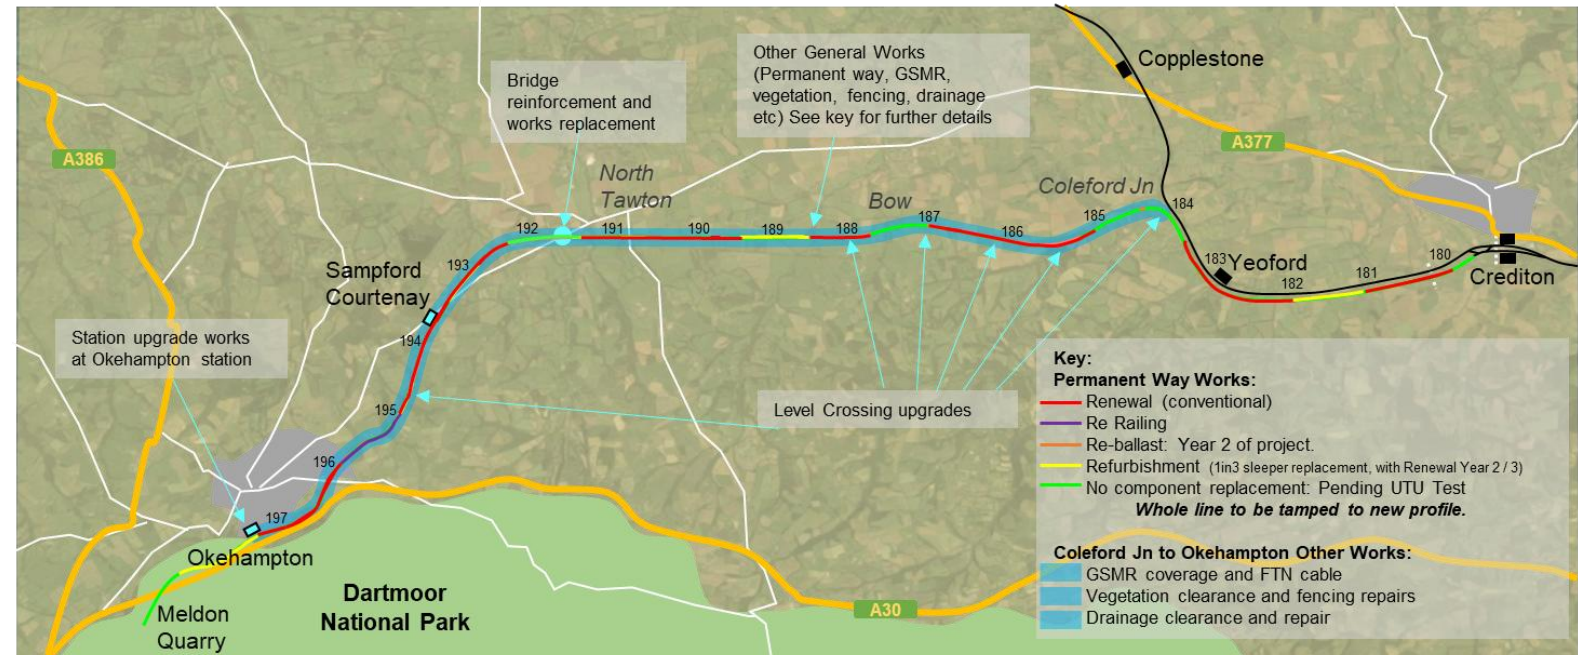 Bridge
reinforcement and
works replacement
Other General Works
(Permanent way, GSMR,
vegetation, fencing, drainage
etc) See key for further details
Copplestone
A386
A377
North
Tawton
Bow
Coleford Jn
192
191
190
189
188
187
186
185
184
183
Yeoford
182
181
180
Crediton
193
Sampford
Courtenay
194
Station upgrade works
at Okehampton station
195
Level Crossing upgrades
196
197
Okehampton
Meldon
Quarry
Dartmoor
National Park
A30
Key:
Permanent Way Works:
Renewal (conventional)
Re Railing
Re-ballast: Year 2 of project.
Refurbishment (1in3 sleeper replacement, with Renewal Year 2 / 3)
No component replacement: Pending UTU Test
Whole line to be tamped to new profile.
Coleford Jn to Okehampton Other Works:
GSMR coverage and FTN cable
Vegetation clearance and fencing repairs
Drainage clearance and repair